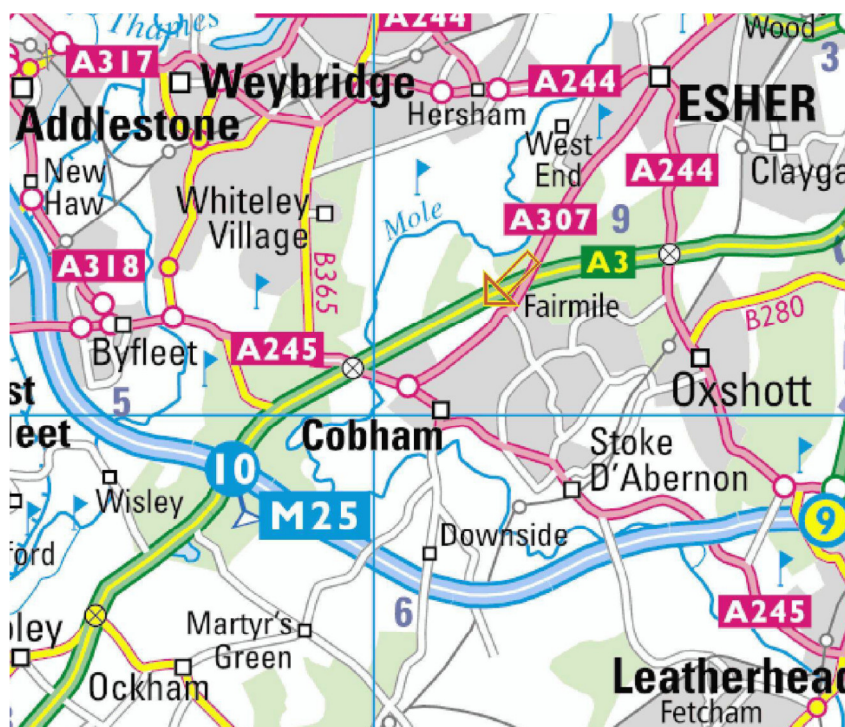 Thames
A244
Wood
3
A317
Weybridge
A244
Hersham
ESHER
Addlestone
West
End
New
Haw
A244
Clayga
Whiteley
Village
Mole
A307
9
A318
B365
A3
Fairmile
B280
Byfleet
A245
Oxshott
st
5
leet
Cobham
Stoke
D'Abernon
10
Wisley
M25
9
ford
Downside
6
A245
ley
Martyr's
Green
Ockham
Leatherhead
Fetcham